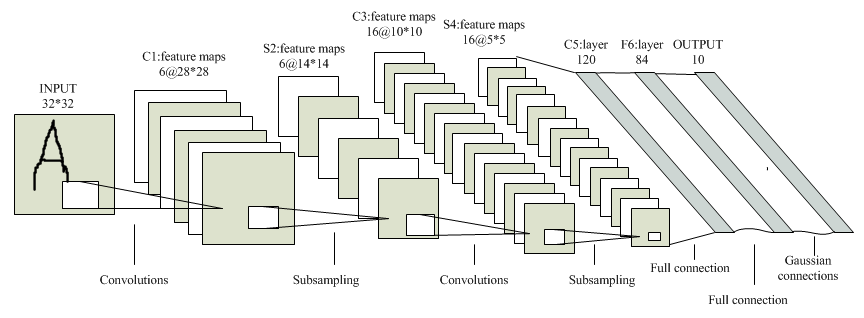 INPUT
32*32
A
C1:feature maps
6@28*28
S2:feature maps
6@14*14
C3:feature maps
16@10*10
S4:feature maps
16@5*5
C5:layer
120
F6:layer
84
OUTPUT
10
Convolutions
Subsampling
Convolutions
Subsampling
Full connection
Full connection
Gaussian
connections